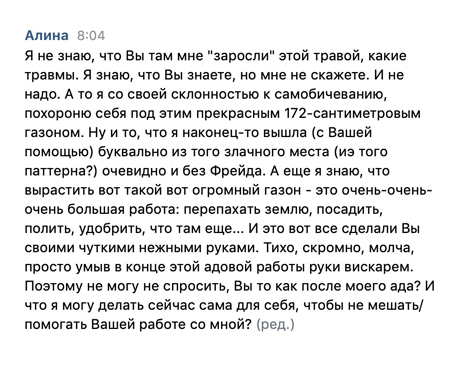 Алина 8:04
Я не знаю, что Вы там мне "заросли" этой травой, какие
травмы. Я знаю, что Вы знаете, но мне не скажете. И не
надо. А то я со своей склонностью к самобичеванию,
похороню себя под этим прекрасным 172-сантиметровым
газоном. Ну и то, что я наконец-то вышла (с Вашей
помощью) буквально из того злачного места (иэ того
паттерна?) очевидно и без Фрейда. А еще я знаю, что
вырастить вот такой вот огромный газон - это очень-очень-
очень большая работа: перепахать землю, посадить,
полить, удобрить, что там еще... И это вот все сделали Вы
своими чуткими нежными руками. Тихо, скромно, молча,
просто умыв в конце этой адовой работы руки вискарем.
Поэтому не могу не спросить, Вы то как после моего ада? И
что я могу делать сейчас сама для себя, чтобы не мешать/
помогать Вашей работе со мной? (ред.)